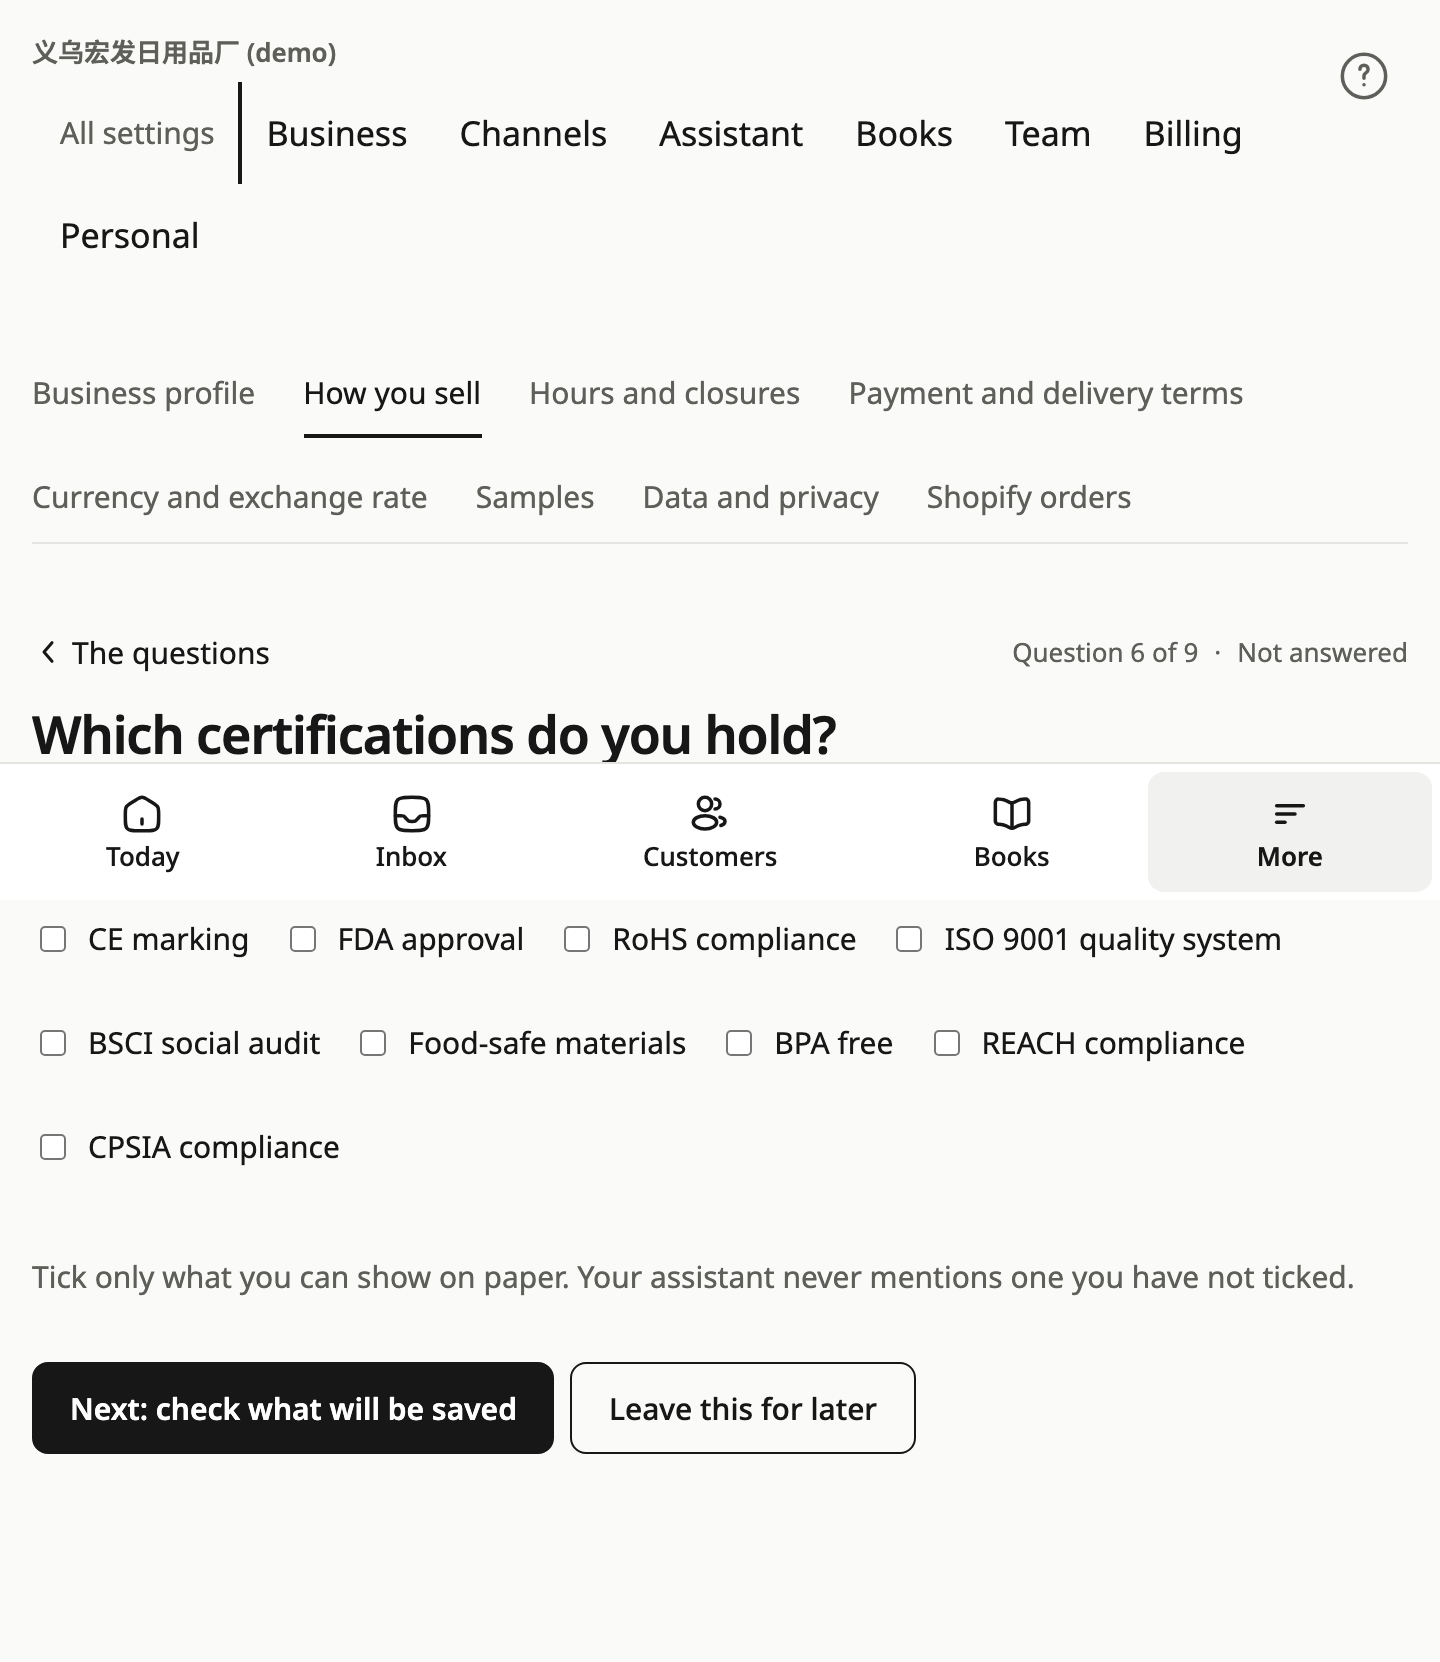 义乌宏发日用品厂 (demo)
All settings
Business
Channels
Assistant
Books
Team
Billing
Personal
Business profile
How you sell
Hours and closures
Payment and delivery terms
Currency and exchange rate
Samples
Data and privacy
Shopify orders
The questions
Question 6 of 9 · Not answered
Which certifications do you hold?
Today
Inbox
Customers
Books
More
CE marking
FDA approval
RoHS compliance
ISO 9001 quality system
BSCI social audit
Food-safe materials
BPA free
REACH compliance
CPSIA compliance
Tick only what you can show on paper. Your assistant never mentions one you have not ticked.
Next: check what will be saved
Leave this for later